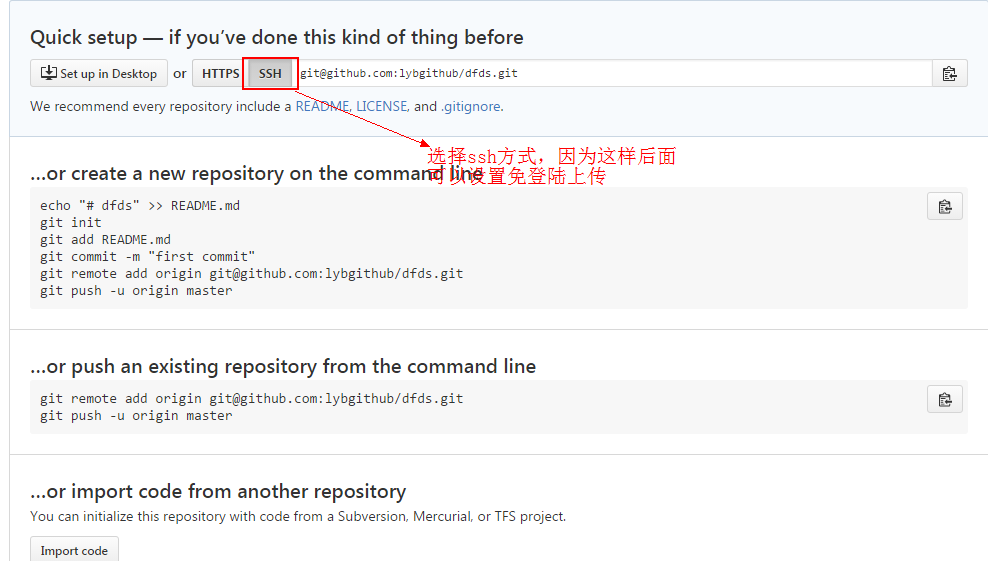 Quick setup — if you’ve done this kind of thing before
Set up in Desktop or HTTPS SSH git@github.com:lybgithub/dfds.git
We recommend every repository include a README, LICENSE, and .gitignore.
选择ssh方式，因为这样后面
可以设置免登陆上传
…or create a new repository on the command line
echo "# dfds" >> README.md
git init
git add README.md
git commit -m "first commit"
git remote add origin git@github.com:lybgithub/dfds.git
git push -u origin master
…or push an existing repository from the command line
git remote add origin git@github.com:lybgithub/dfds.git
git push -u origin master
…or import code from another repository
You can initialize this repository with code from a Subversion, Mercurial, or TFS project.
Import code